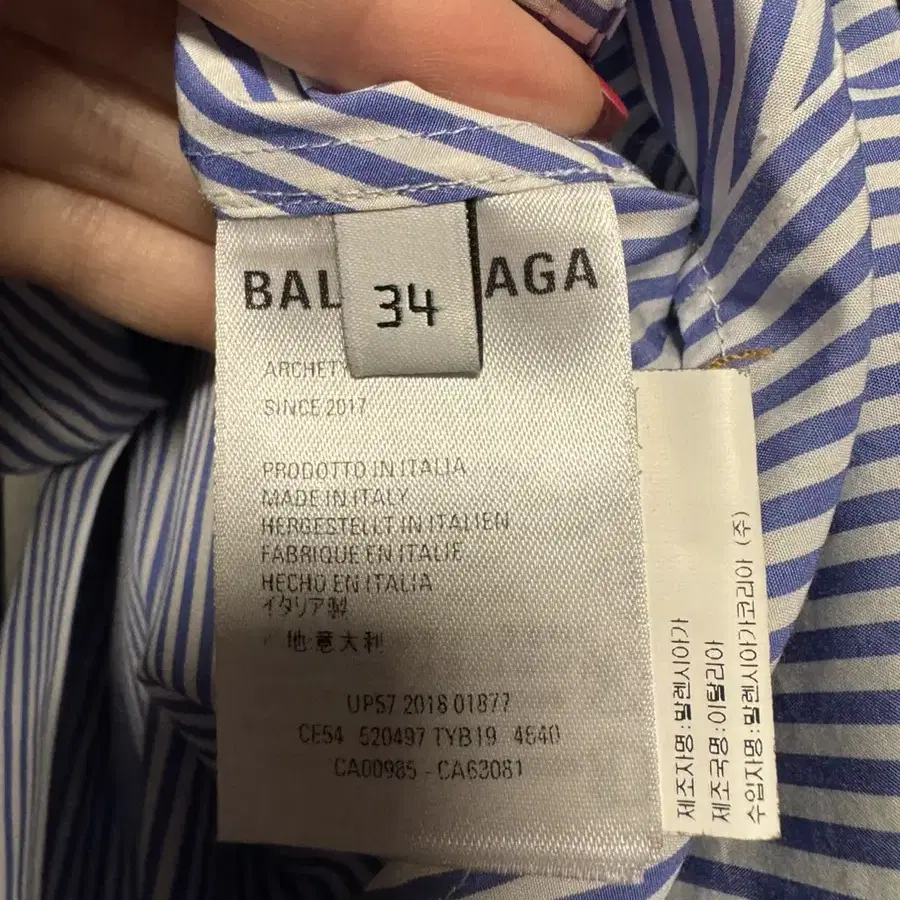 BAL
AGA
34
ARCHET
SINCE 2017
PRODOTTO IN ITALIA
MADE IN ITALY
HERGESTELLT IN ITALIEN
FABRIQUE EN ITALIE
HECHO EN ITALIA
イタリア製
地:意大利
UP57 2018 01877
CE54 520497 TYB19 4640
CA00985 - CA63081
제조자명:발렌시아가
제조국명:이탈리아
수입자명:발렌시아가코리아 (주)